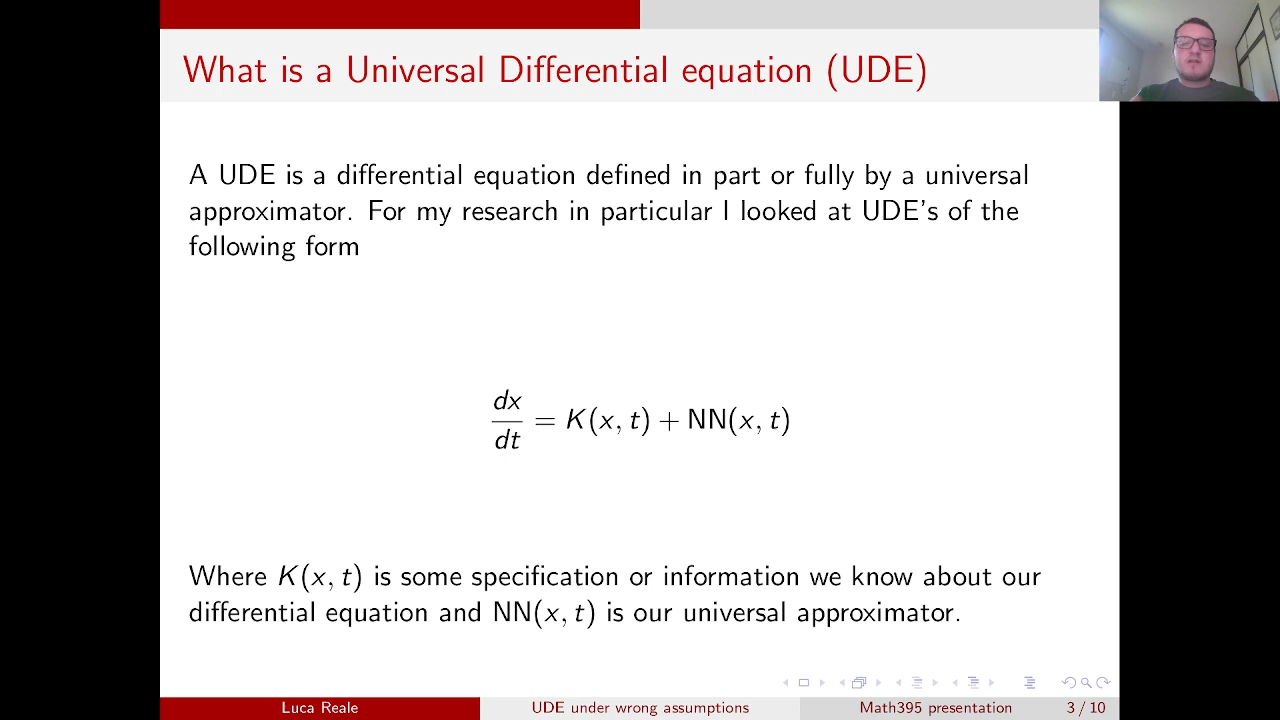 What is a Universal Differential equation (UDE)
A UDE is a differential equation defined in part or fully by a universal
approximator. For my research in particular I looked at UDE's of the
following form
dx/dt = K(x, t) + NN(x, t)
Where K(x, t) is some specification or information we know about our
differential equation and NN(x, t) is our universal approximator.
Luca Reale UDE under wrong assumptions Math395 presentation 3 / 10